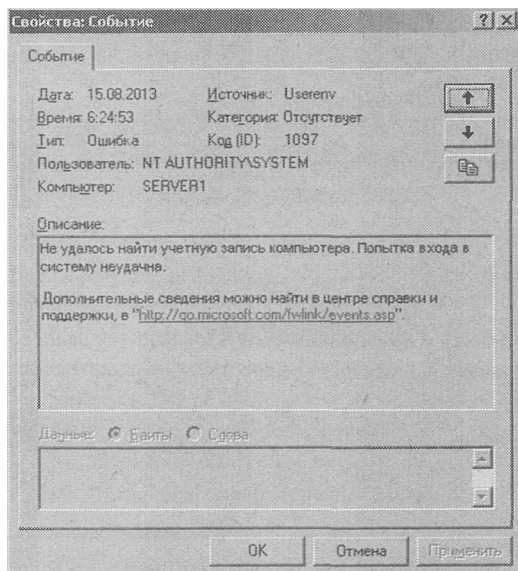 Свойства: Событие
Событие
Дата: 15.08.2013 Источник: Userenv
Время: 6:24:53 Категория: Отсутствует
Тип: Ошибка Код (ID): 1097
Пользователь: NT AUTHORITY\SYSTEM
Компьютер: SERVER1
Описание:
Не удалось найти учетную запись компьютера. Попытка входа в
систему неудачна.
Дополнительные сведения можно найти в центре справки и
поддержки, в "http://go.microsoft.com/fwlink/events.asp".
Данные: Байты Слова
ОК Отмена Применить